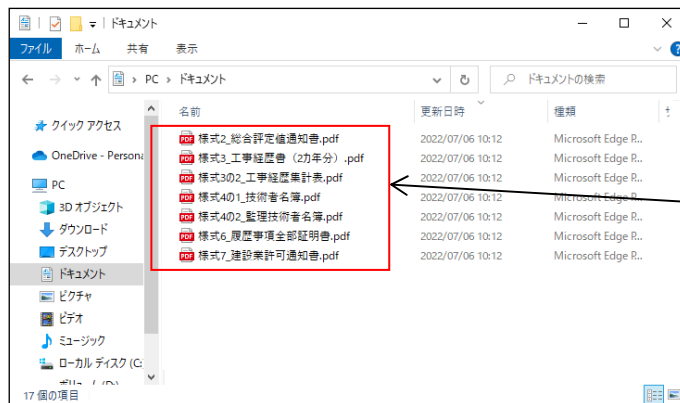 ドキュメント
ファイル ホーム 共有 表示
PC ドキュメント ドキュメントの検索
名前 更新日時 種類
クイック アクセス
OneDrive - Persona
PC
3D オブジェクト
ダウンロード
デスクトップ
ドキュメント
ピクチャ
ビデオ
ミュージック
ローカル ディスク (C:
様式2_総合評定値通知書.pdf 2022/07/06 10:12 Microsoft Edge P...
様式3_工事経歴書（2カ年分）.pdf 2022/07/06 10:12 Microsoft Edge P...
様式3の2_工事経歴集計表.pdf 2022/07/06 10:12 Microsoft Edge P...
様式4の1_技術者名簿.pdf 2022/07/06 10:12 Microsoft Edge P...
様式4の2_監理技術者名簿.pdf 2022/07/06 10:12 Microsoft Edge P...
様式6_履歴事項全部証明書.pdf 2022/07/06 10:12 Microsoft Edge P...
様式7_建設業許可通知書.pdf 2022/07/06 10:12 Microsoft Edge P...
17 個の項目